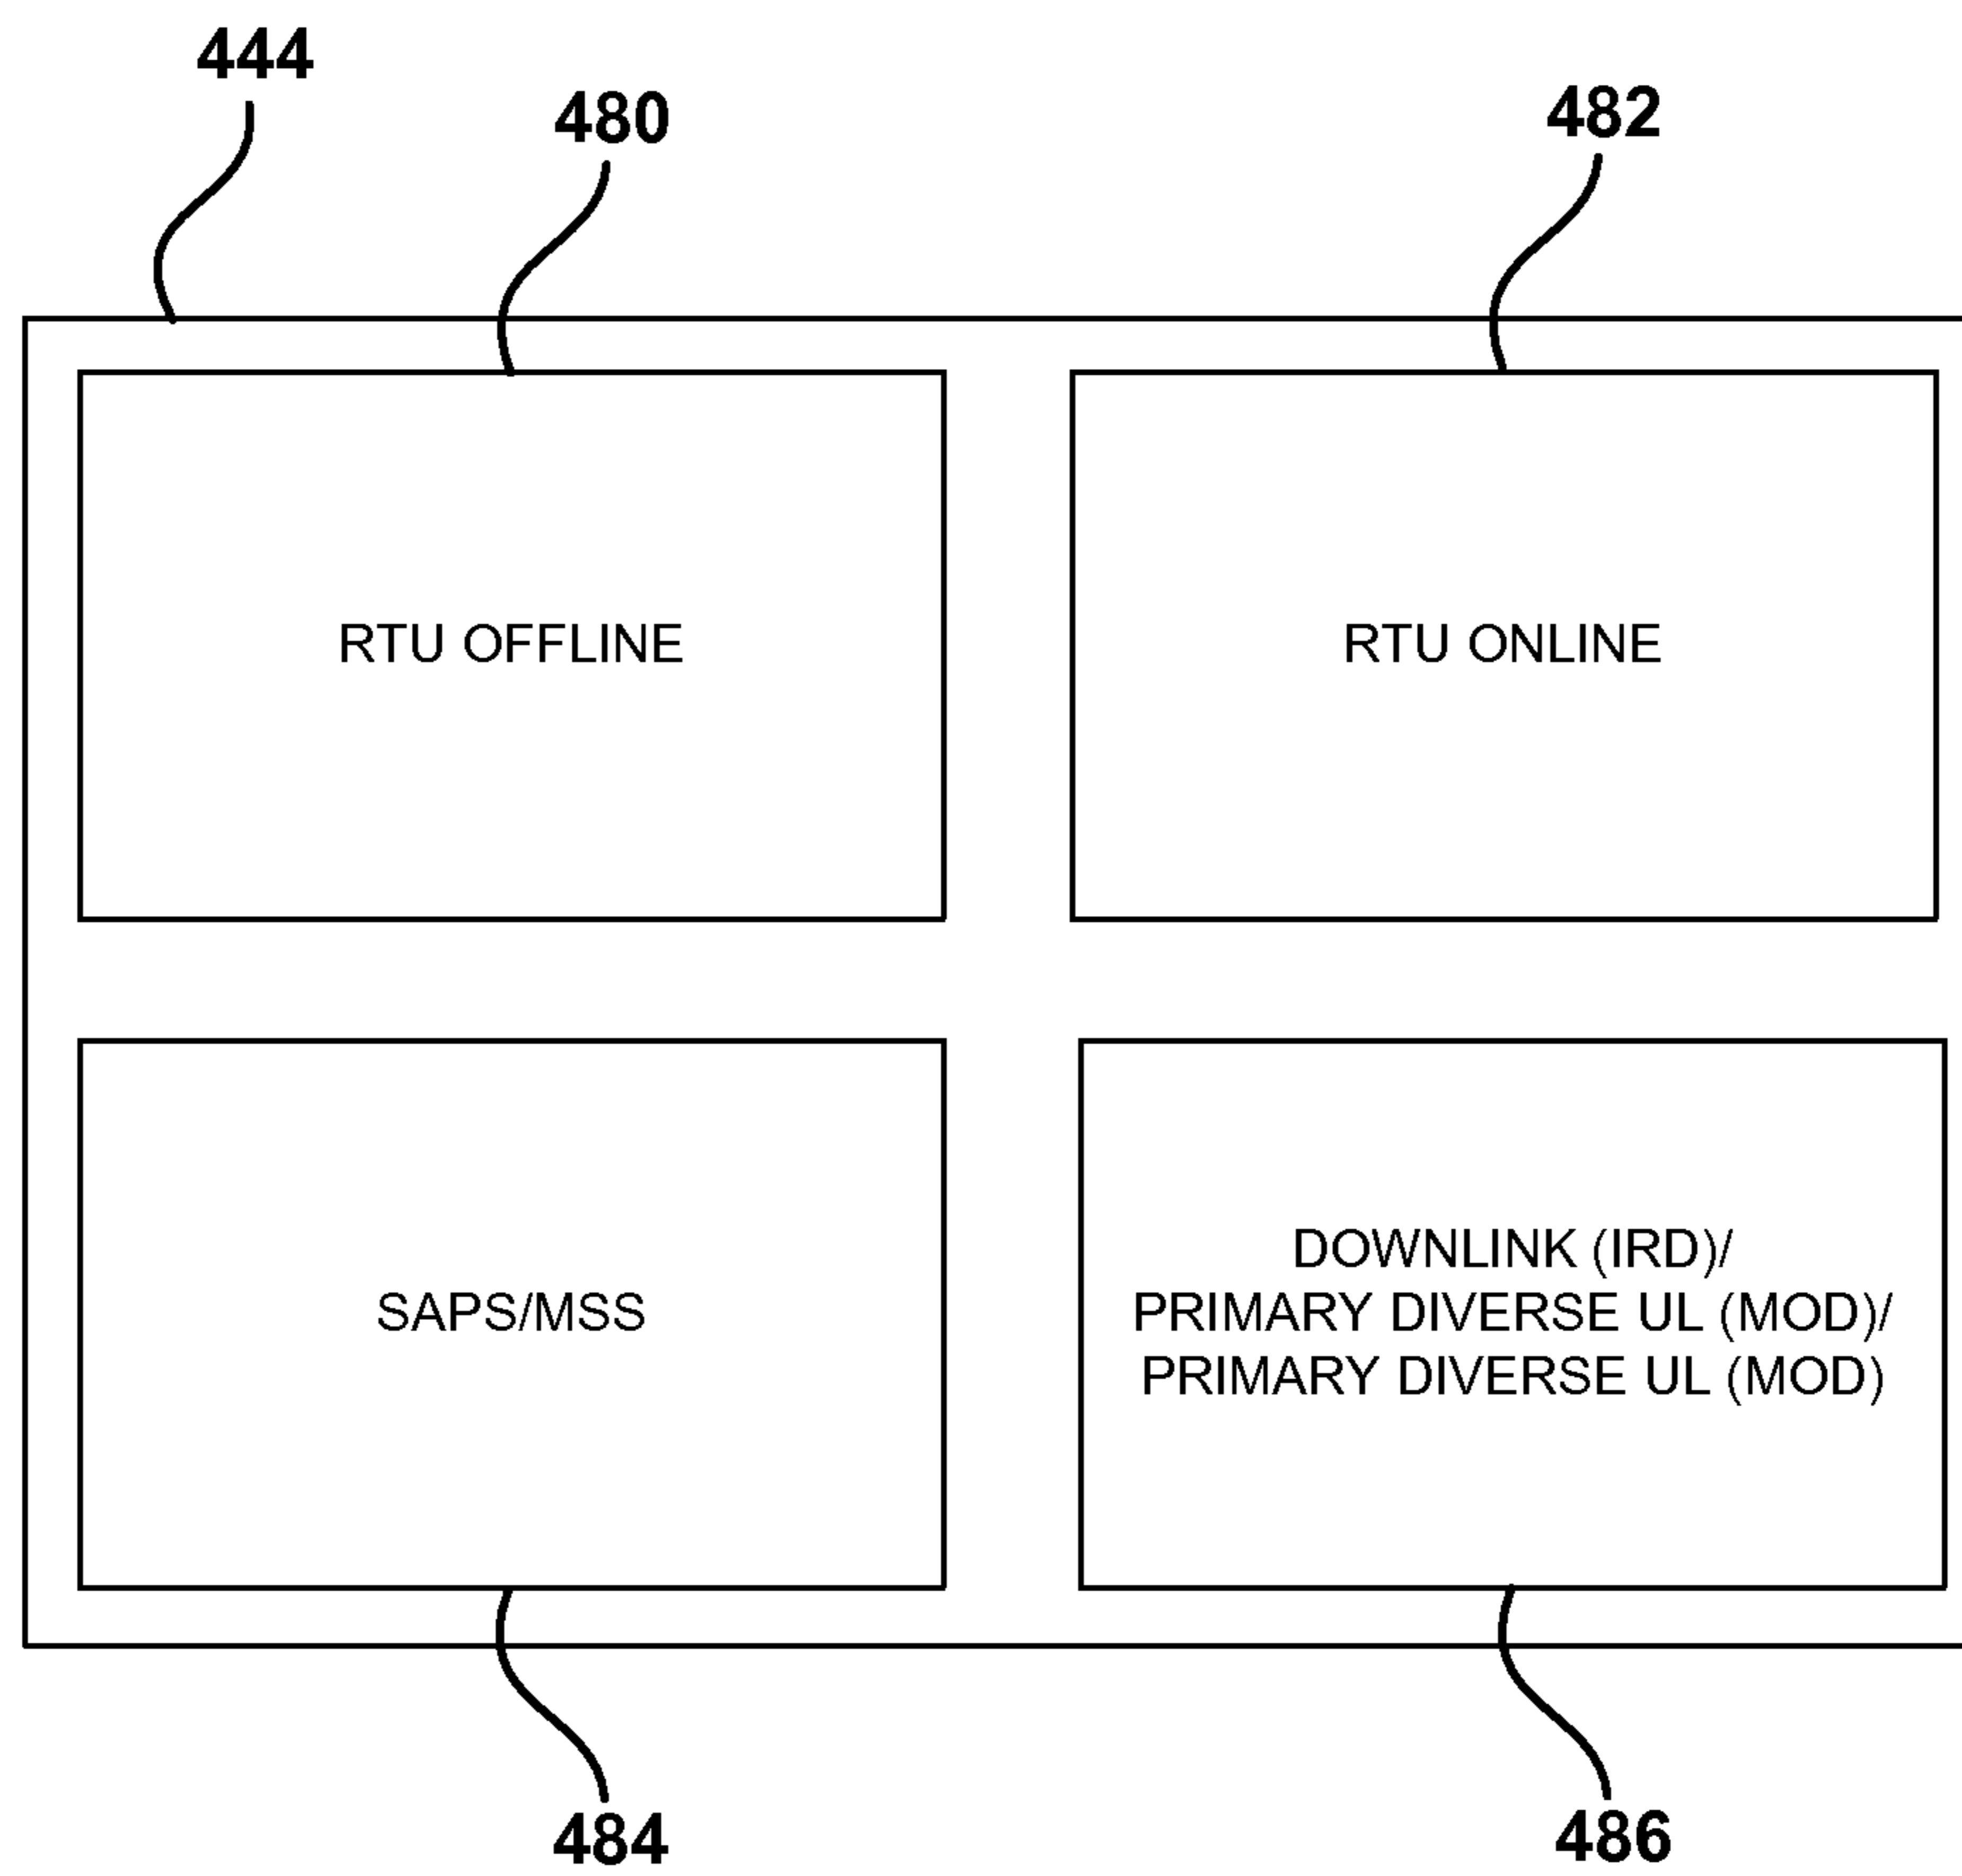 444
480
482
RTU OFFLINE
RTU ONLINE
SAPS/MSS
DOWNLINK (IRD)/
PRIMARY DIVERSE UL (MOD)/
PRIMARY DIVERSE UL (MOD)
484
486